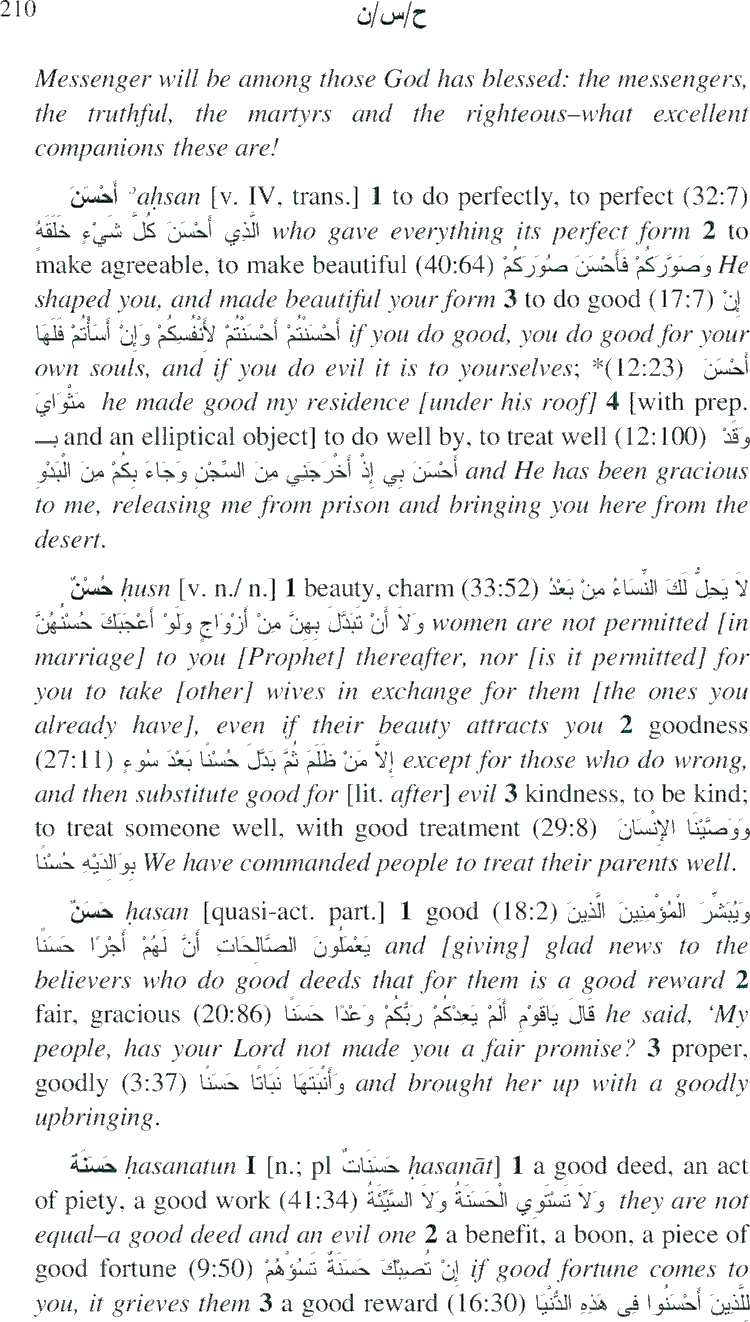 210 ح/س/ن
Messenger will be among those God has blessed: the messengers,
the truthful, the martyrs and the righteous–what excellent
companions these are!
أَحْسَنَ ʾaḥsan [v. IV, trans.] 1 to do perfectly, to perfect (32:7)
الَّذِي أَحْسَنَ كُلَّ شَيْءٍ خَلَقَهُ who gave everything its perfect form 2 to
make agreeable, to make beautiful (40:64) وَصَوَّرَكُمْ فَأَحْسَنَ صُوَرَكُمْ He
shaped you, and made beautiful your form 3 to do good (17:7) إِنْ
أَحْسَنْتُمْ أَحْسَنْتُمْ لأَنْفُسِكُمْ وَإِنْ أَسَأْتُمْ فَلَهَا if you do good, you do good for your
own souls, and if you do evil it is to yourselves; *(12:23) أَحْسَنَ
مَثْوَايَ he made good my residence [under his roof] 4 [with prep.
بـ and an elliptical object] to do well by, to treat well (12:100) وَقَدْ
أَحْسَنَ بِي إِذْ أَخْرَجَنِي مِنَ السِّجْنِ وَجَاءَ بِكُمْ مِنَ الْبَدْوِ and He has been gracious
to me, releasing me from prison and bringing you here from the
desert.
حُسْنٌ ḥusn [v. n./ n.] 1 beauty, charm (33:52) لاَ يَحِلُّ لَكَ النِّسَاءُ مِنْ بَعْدُ
وَلاَ أَنْ تَبَدَّلَ بِهِنَّ مِنْ أَزْوَاجٍ وَلَوْ أَعْجَبَكَ حُسْنُهُنَّ women are not permitted [in
marriage] to you [Prophet] thereafter, nor [is it permitted] for
you to take [other] wives in exchange for them [the ones you
already have], even if their beauty attracts you 2 goodness
(27:11) إِلاَّ مَنْ ظَلَمَ ثُمَّ بَدَّلَ حُسْنًا بَعْدَ سُوءٍ except for those who do wrong,
and then substitute good for [lit. after] evil 3 kindness, to be kind;
to treat someone well, with good treatment (29:8) وَوَصَّيْنَا الإِنْسَانَ
بِوَالِدَيْهِ حُسْنًا We have commanded people to treat their parents well.
حَسَنٌ ḥasan [quasi-act. part.] 1 good (18:2) وَيُبَشِّرَ الْمُؤْمِنِينَ الَّذِينَ
يَعْمَلُونَ الصَّالِحَاتِ أَنَّ لَهُمْ أَجْرًا حَسَنًا and [giving] glad news to the
believers who do good deeds that for them is a good reward 2
fair, gracious (20:86) قَالَ يَاقَوْمِ أَلَمْ يَعِدْكُمْ رَبُّكُمْ وَعْدًا حَسَنًا he said, ‘My
people, has your Lord not made you a fair promise? 3 proper,
goodly (3:37) وَأَنْبَتَهَا نَبَاتًا حَسَنًا and brought her up with a goodly
upbringing.
حَسَنَة ḥasanatun I [n.; pl حَسَنَاتٌ ḥasanāt] 1 a good deed, an act
of piety, a good work (41:34) وَلاَ تَسْتَوِي الْحَسَنَةُ وَلاَ السَّيِّئَةُ they are not
equal–a good deed and an evil one 2 a benefit, a boon, a piece of
good fortune (9:50) إِنْ تُصِبْكَ حَسَنَةٌ تَسُؤْهُمْ if good fortune comes to
you, it grieves them 3 a good reward (16:30) لِلَّذِينَ أَحْسَنُوا فِي هَذِهِ الدُّنْيَا